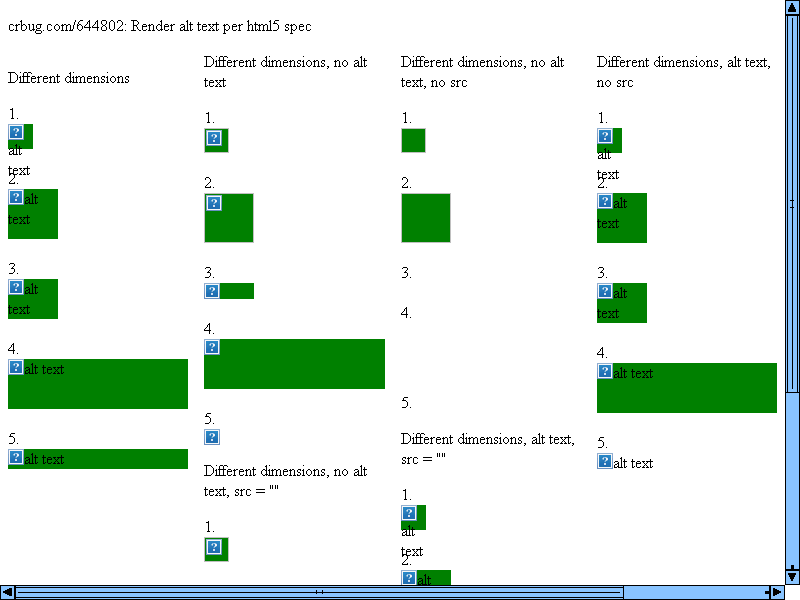 crbug.com/644802: Render alt text per html5 spec
Different dimensions
1.
alt
text
2.
alt
text
3.
alt
text
4.
alt text
5.
alt text
Different dimensions, no alt
text
1.
2.
3.
4.
5.
Different dimensions, no alt
text, src = ""
1.
Different dimensions, no alt
text, no src
1.
2.
3.
4.
5.
Different dimensions, alt text,
src = ""
1.
alt
text
2.
alt
Different dimensions, alt text,
no src
1.
alt
text
2.
alt
text
3.
alt
text
4.
alt text
5.
alt text